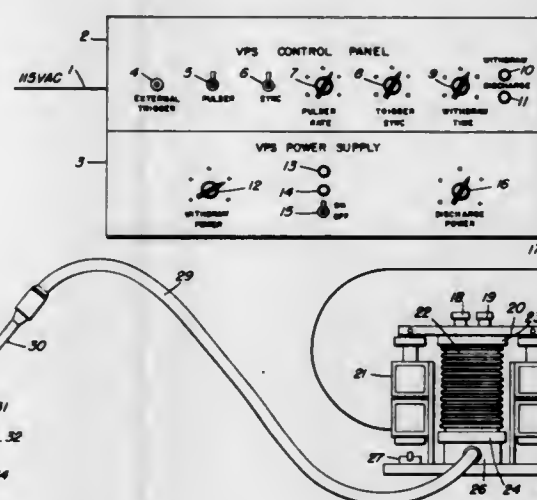 2
VPS CONTROL PANEL
WITHDRAW
1
115VAC
4
5
6
7
8
9
10
DISCHARGE
11
EXTERNAL
TRIGGER
PULSER
SYNC
PULSER
RATE
TRIGGER
SYNC
WITHDRAW
TIME
3
VPS POWER SUPPLY
13
12
14
16
15
ON
OFF
WITHDRAW
POWER
DISCHARGE
POWER
17
29
18
19
20
22
30
21
32
27
26
24